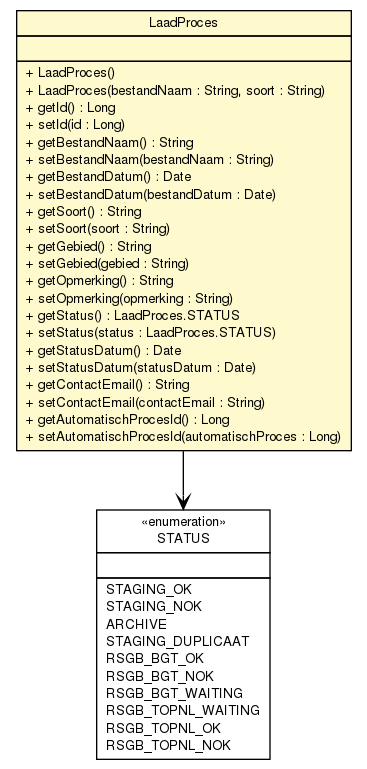 LaadProces
+ LaadProces()
+ LaadProces(bestandNaam : String, soort : String)
+ getId() : Long
+ setId(id : Long)
+ getBestandNaam() : String
+ setBestandNaam(bestandNaam : String)
+ getBestandDatum() : Date
+ setBestandDatum(bestandDatum : Date)
+ getSoort() : String
+ setSoort(soort : String)
+ getGebied() : String
+ setGebied(gebied : String)
+ getOpmerking() : String
+ setOpmerking(opmerking : String)
+ getStatus() : LaadProces.STATUS
+ setStatus(status : LaadProces.STATUS)
+ getStatusDatum() : Date
+ setStatusDatum(statusDatum : Date)
+ getContactEmail() : String
+ setContactEmail(contactEmail : String)
+ getAutomatischProcesId() : Long
+ setAutomatischProcesId(automatischProces : Long)
«enumeration»
STATUS
STAGING_OK
STAGING_NOK
ARCHIVE
STAGING_DUPLICAAT
RSGB_BGT_OK
RSGB_BGT_NOK
RSGB_BGT_WAITING
RSGB_TOPNL_WAITING
RSGB_TOPNL_OK
RSGB_TOPNL_NOK